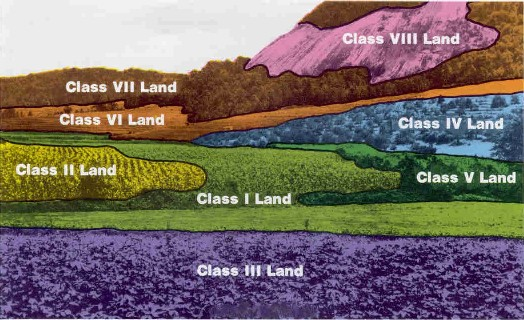 Class VIII Land
Class VII Land
Class VI Land
Class IV Land
Class II Land
Class V Land
Class I Land
Class III Land